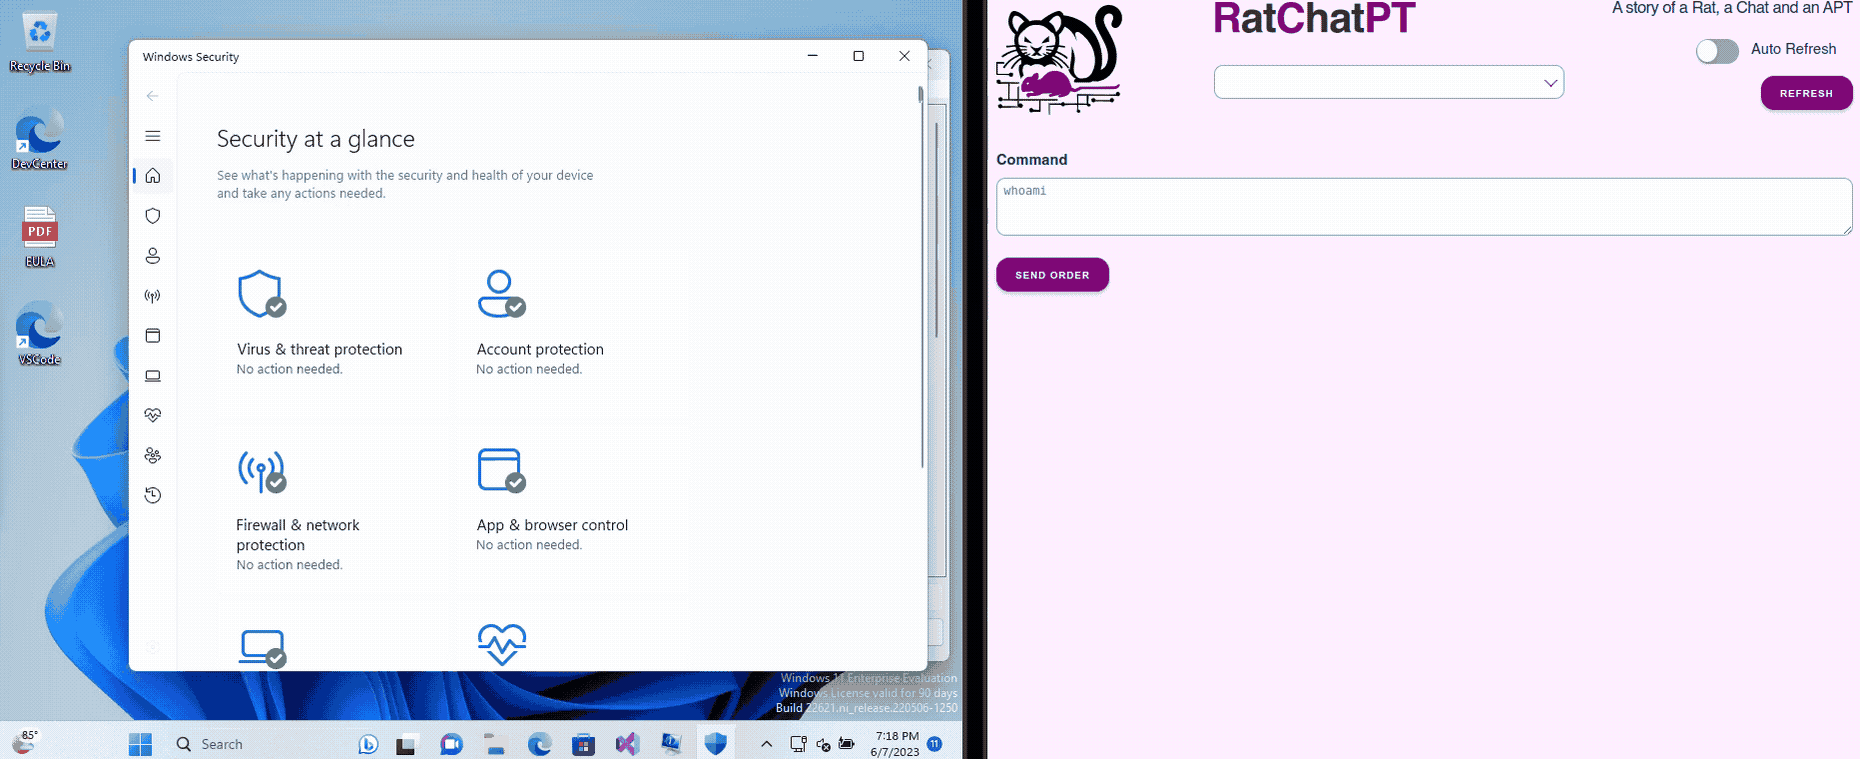 Recycle Bin
DevCenter
PDF
EULA
VSCode
Windows Security
Security at a glance
See what's happening with the security and health of your device
and take any actions needed.
Virus & threat protection
No action needed.
Account protection
No action needed.
Firewall & network
protection
No action needed.
App & browser control
No action needed.
Windows 11 Enterprise Evaluation
Windows License valid for 90 days
Build 22621.ni_release.220506-1250
85°
Search
7:18 PM
6/7/2023
11
RatChatPT
A story of a Rat, a Chat and an APT
Auto Refresh
REFRESH
Command
whoami
SEND ORDER